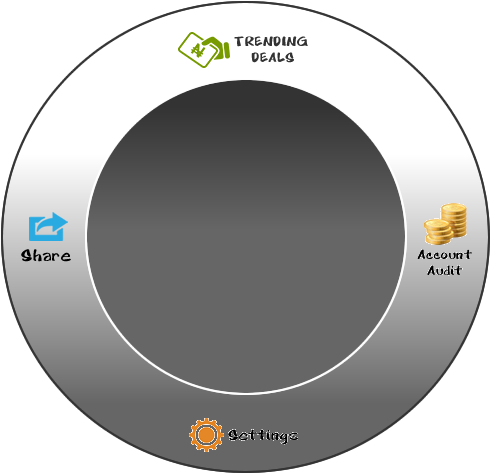 TRENDING
DEALS
Share
Account
Audit
Settings